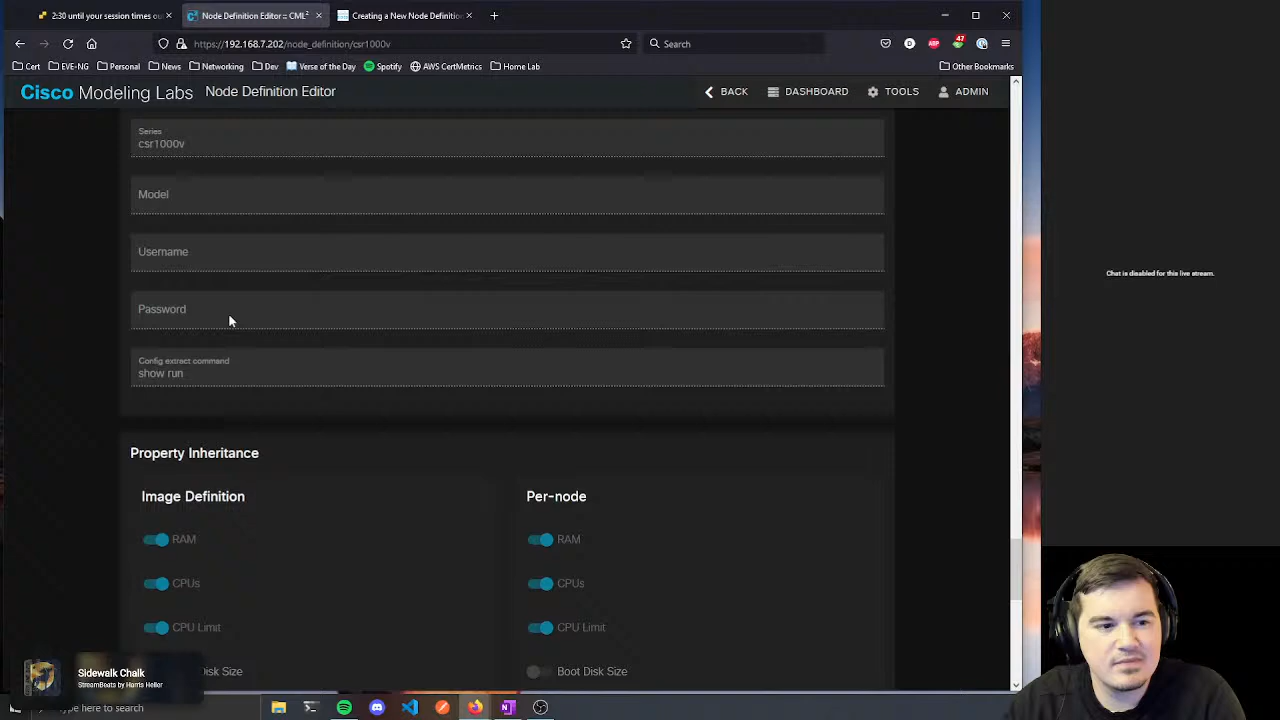 2:30 until your session times ou
Node Definition Editor :: CML²
Creating a New Node Definition
https://192.168.7.202/node_definition/csr1000v
Search
47
Cert
EVE-NG
Personal
News
Networking
Dev
Verse of the Day
Spotify
AWS CertMetrics
Home Lab
Other Bookmarks
Cisco Modeling Labs
Node Definition Editor
BACK
DASHBOARD
TOOLS
ADMIN
Series
csr1000v
Model
Username
Password
Config extract command
show run
Property Inheritance
Image Definition
Per-node
RAM
RAM
CPUs
CPUs
CPU Limit
CPU Limit
Disk Size
Boot Disk Size
Chat is disabled for this live stream.
Sidewalk Chalk
StreamBeats by Harris Heller
here to search